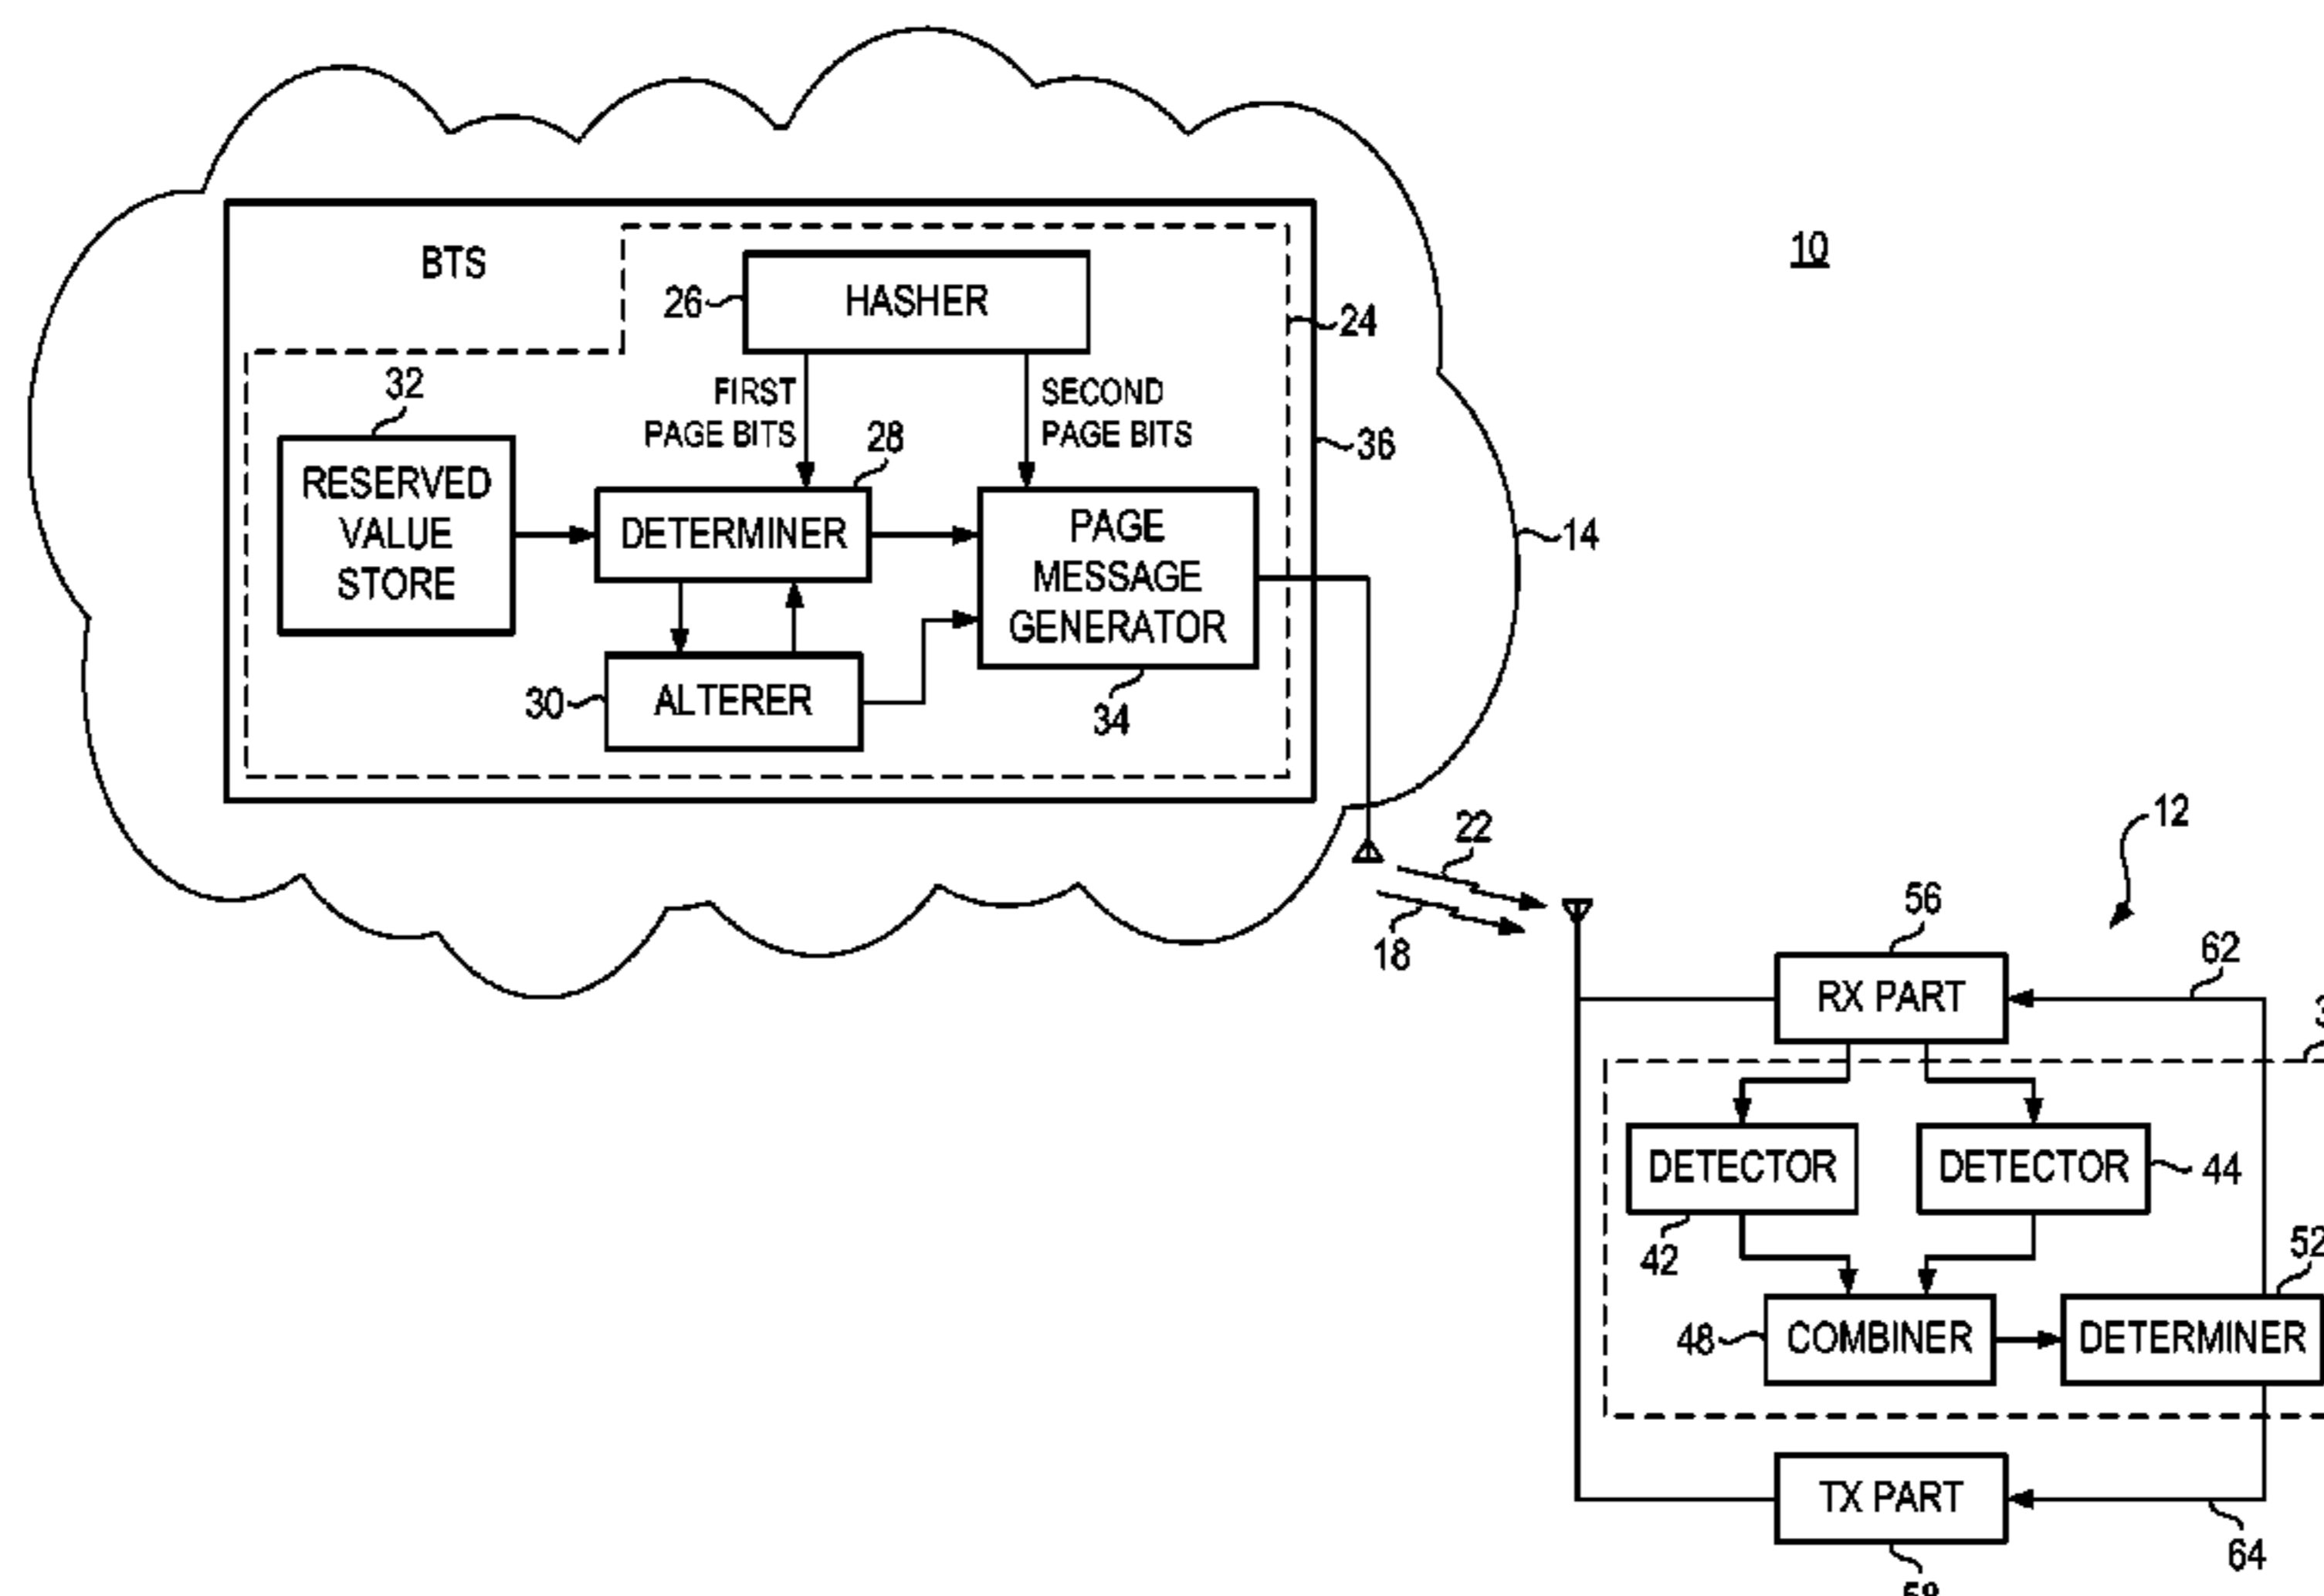 10
BTS
26
HASHER
24
32
FIRST
PAGE BITS
SECOND
PAGE BITS
28
36
RESERVED
VALUE
STORE
DETERMINER
PAGE
MESSAGE
GENERATOR
14
30
ALTERER
34
12
22
18
56
62
RX PART
DETECTOR
DETECTOR
44
42
52
48
COMBINER
DETERMINER
TX PART
64
58